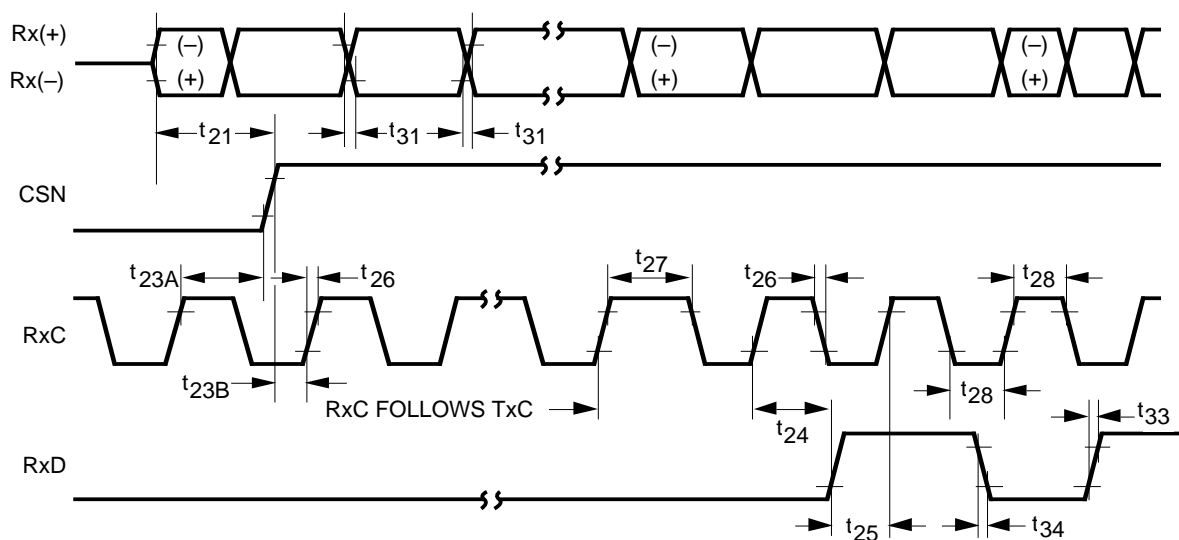 Rx(+)
Rx(–)
(–) (–) (–)
(+) (+) (+)
t21 t31 t31
CSN
t23A t26 t27 t26 t28
RxC
t23B t28
RxC FOLLOWS TxC
t24 t33
RxD
t25 t34